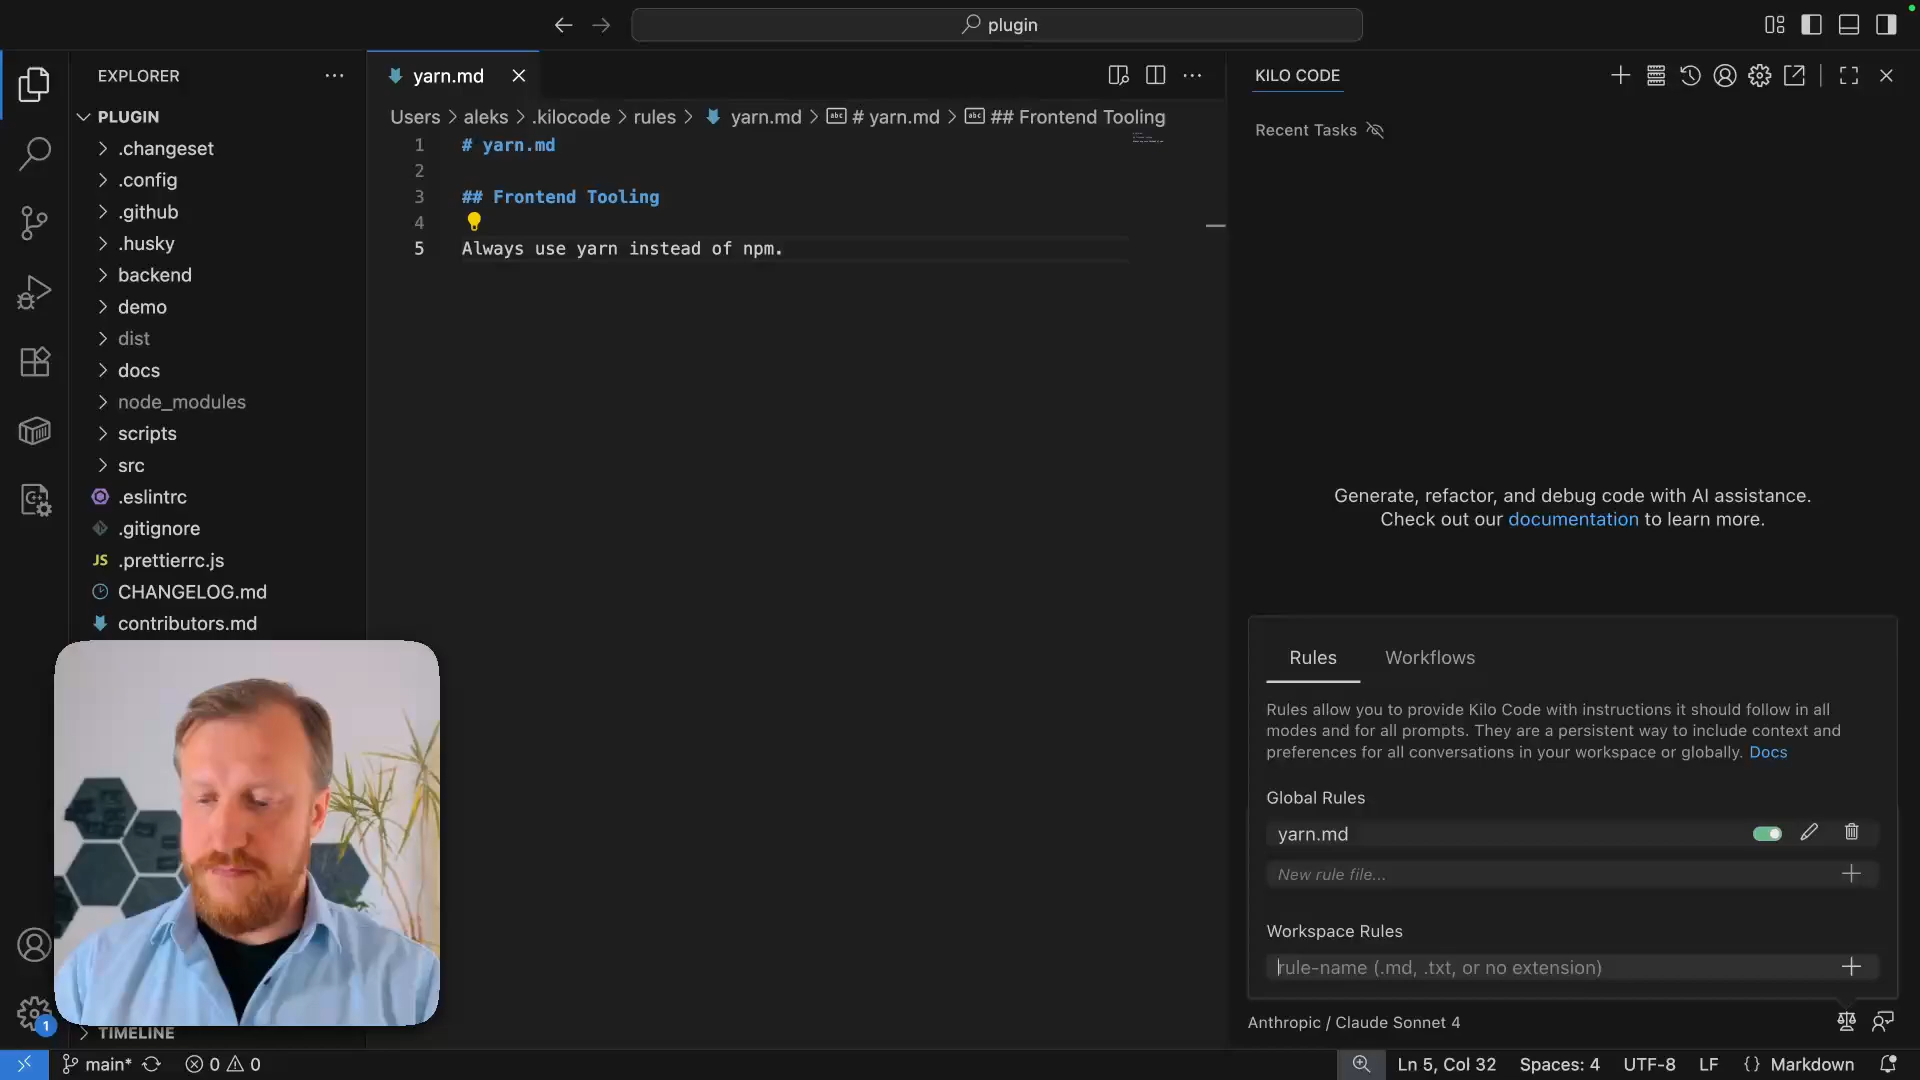 plugin
EXPLORER
PLUGIN
.changeset
.config
.github
.husky
backend
demo
dist
docs
node_modules
scripts
src
.eslintrc
.gitignore
JS .prettierrc.js
CHANGELOG.md
contributors.md
TIMELINE
yarn.md
Users > aleks > .kilocode > rules > yarn.md > abc # yarn.md > abc ## Frontend Tooling
1 # yarn.md
2
3 ## Frontend Tooling
4
5 Always use yarn instead of npm.
KILO CODE
Recent Tasks
Generate, refactor, and debug code with AI assistance.
Check out our documentation to learn more.
Rules Workflows
Rules allow you to provide Kilo Code with instructions it should follow in all
modes and for all prompts. They are a persistent way to include context and
preferences for all conversations in your workspace or globally. Docs
Global Rules
yarn.md
New rule file...
Workspace Rules
rule-name (.md, .txt, or no extension)
Anthropic / Claude Sonnet 4
1
main* 0 0
Ln 5, Col 32 Spaces: 4 UTF-8 LF {} Markdown